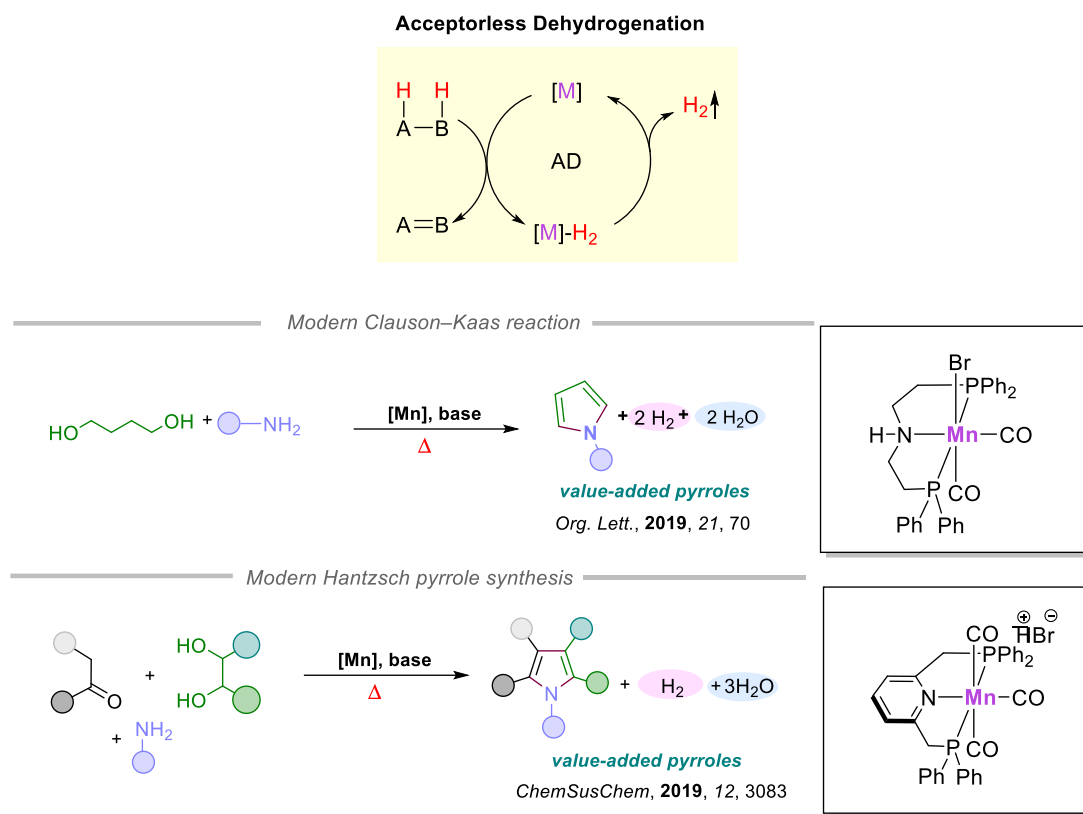 Acceptorless Dehydrogenation
H H
[M]
H2
A B
AD
A B
[M]-H2
Modern Clauson–Kaas reaction
HO
OH
+
NH2
[Mn], base
Δ
N
+ 2 H2 + 2 H2O
value-added pyrroles
Org. Lett., 2019, 21, 70
Br
PPh2
H N Mn CO
P CO
Ph Ph
Modern Hantzsch pyrrole synthesis
O
+
HO
HO
+
NH2
[Mn], base
Δ
N
+ H2 +3H2O
value-added pyrroles
ChemSusChem, 2019, 12, 3083
CO
Br
PPh2
N Mn CO
P CO
Ph Ph